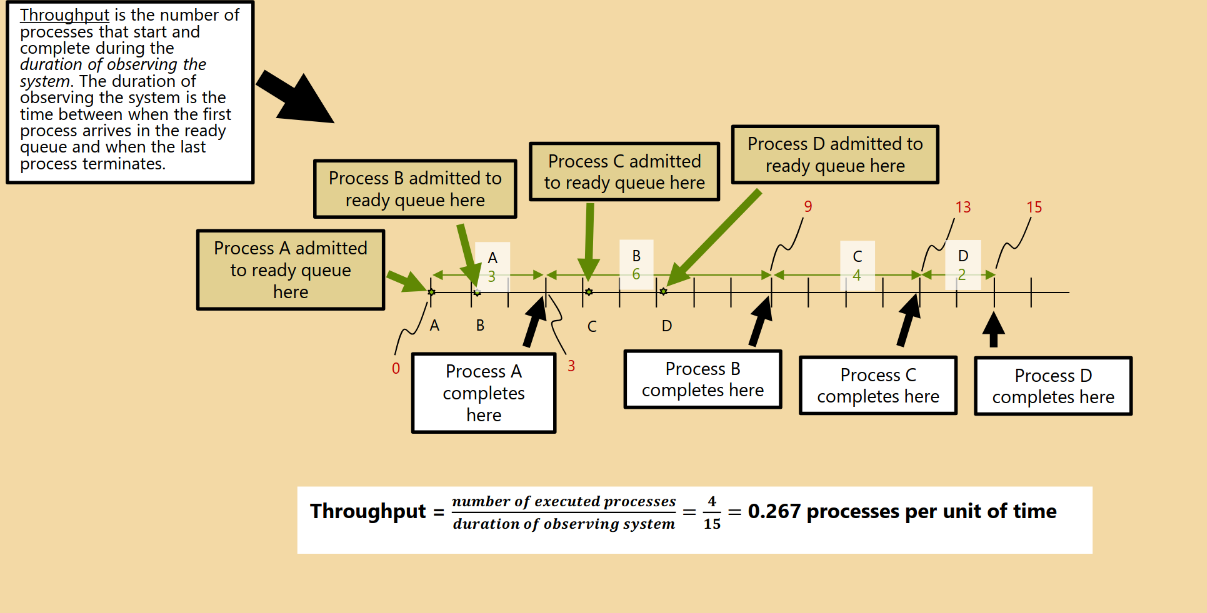 Throughput is the number of
processes that start and
complete during the
duration of observing the
system. The duration of
observing the system is the
time between when the first
process arrives in the ready
queue and when the last
process terminates.
Process A admitted
to ready queue
here
Process B admitted to
ready queue here
Process C admitted
to ready queue here
Process D admitted to
ready queue here
9
13
15
A
3
B
6
C
4
D
2
A
B
C
D
0
3
Process A
completes
here
Process B
completes here
Process C
completes here
Process D
completes here
Throughput = number of executed processes / duration of observing system = 4/15 = 0.267 processes per unit of time